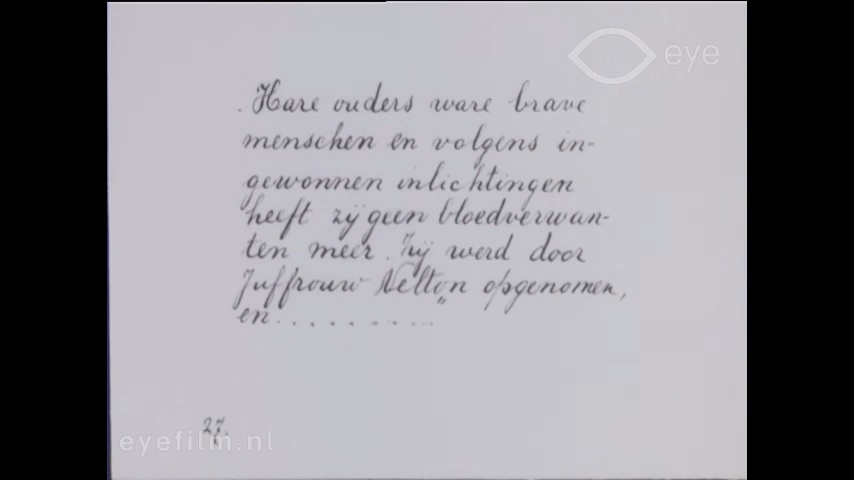 eye
. Hare ouders ware brave
menschen en volgens in-
gewonnen inlichtingen
heeft zij geen bloedverwan-
ten meer. Zij werd door
Juffrouw Nelton opgenomen,
en..........."
27.
eyefilm.nl